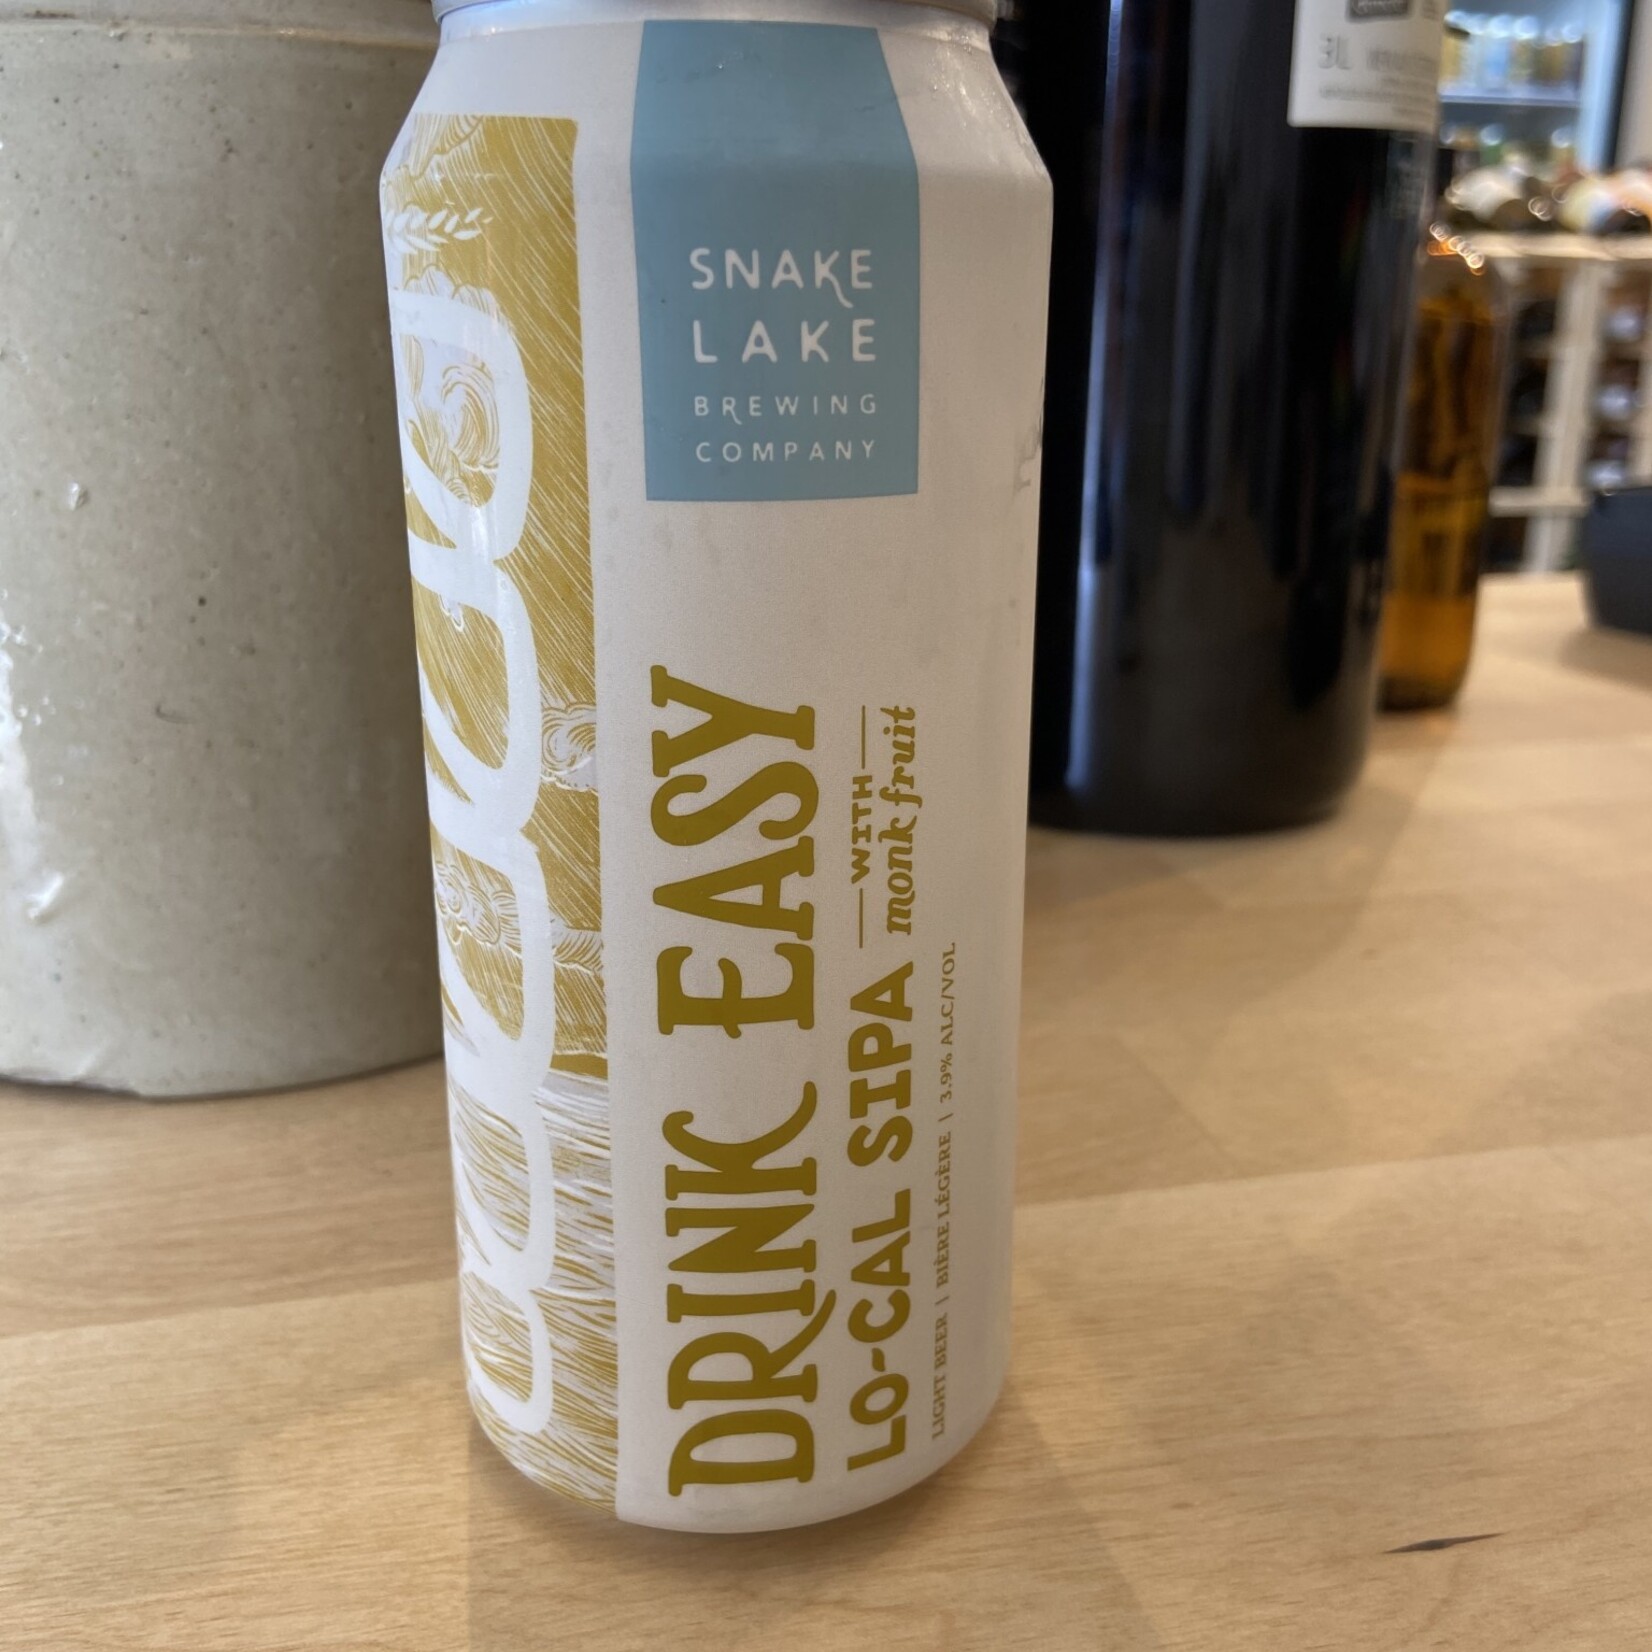 SNAKE
LAKE
BREWING
COMPANY
DRINK EASY
LO-CAL SIPA
WITH
monk fruit
LIGHT BEER | BIÈRE LÉGÈRE | 3.9% ALC/VOL
3L